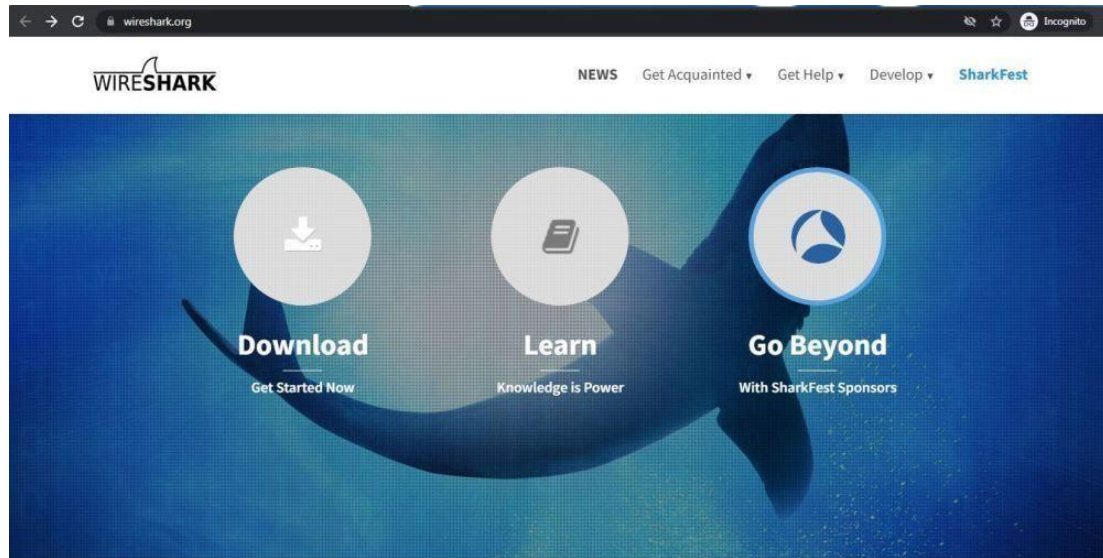 wireshark.org Incognito
WIRESHARK NEWS Get Acquainted ▾ Get Help ▾ Develop ▾ SharkFest
Download Learn Go Beyond
Get Started Now Knowledge is Power With SharkFest Sponsors